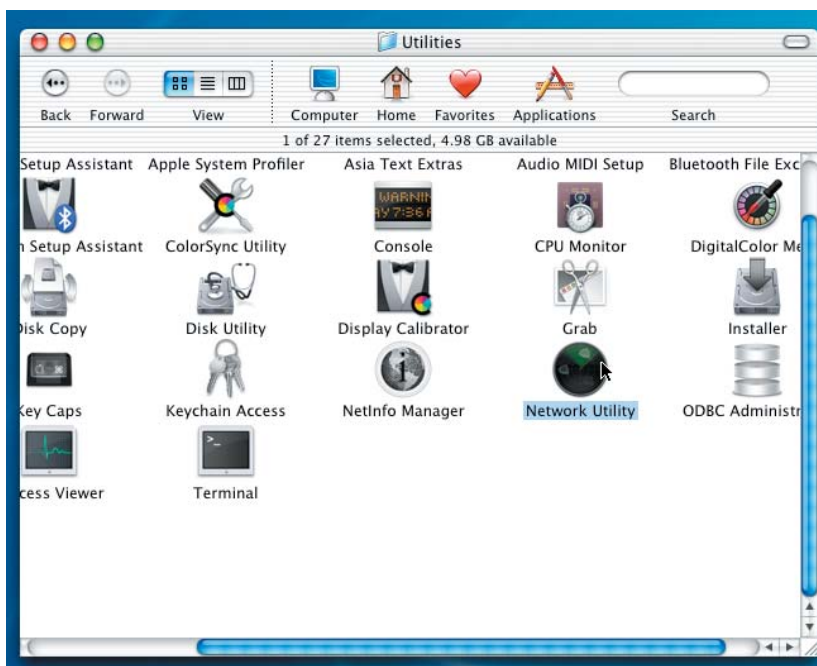 Utilities
Back Forward View Computer Home Favorites Applications Search
1 of 27 items selected, 4.98 GB available
Setup Assistant Apple System Profiler Asia Text Extras Audio MIDI Setup Bluetooth File Exc
Setup Assistant ColorSync Utility Console CPU Monitor DigitalColor Me
Disk Copy Disk Utility Display Calibrator Grab Installer
Key Caps Keychain Access NetInfo Manager Network Utility ODBC Administr
cess Viewer Terminal